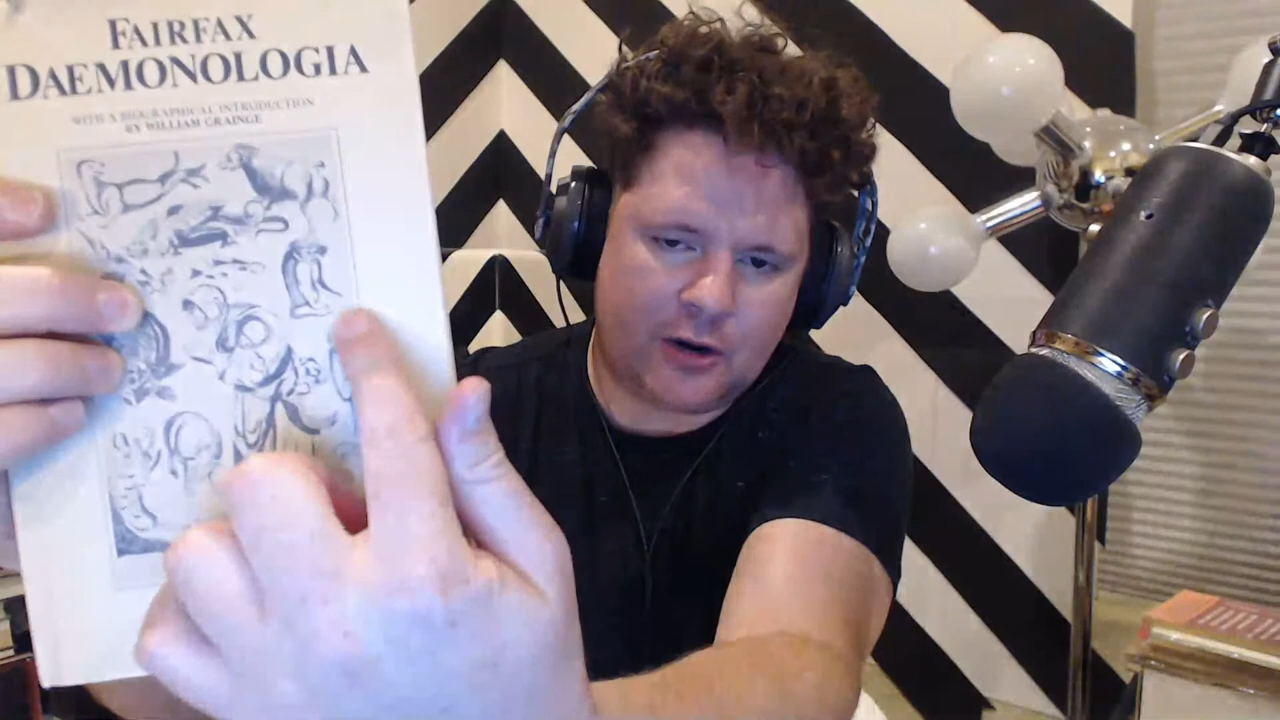 FAIRFAX
DAEMONOLOGIA
WITH A BIOGRAPHICAL INTRODUCTION
BY WILLIAM GRAINGE